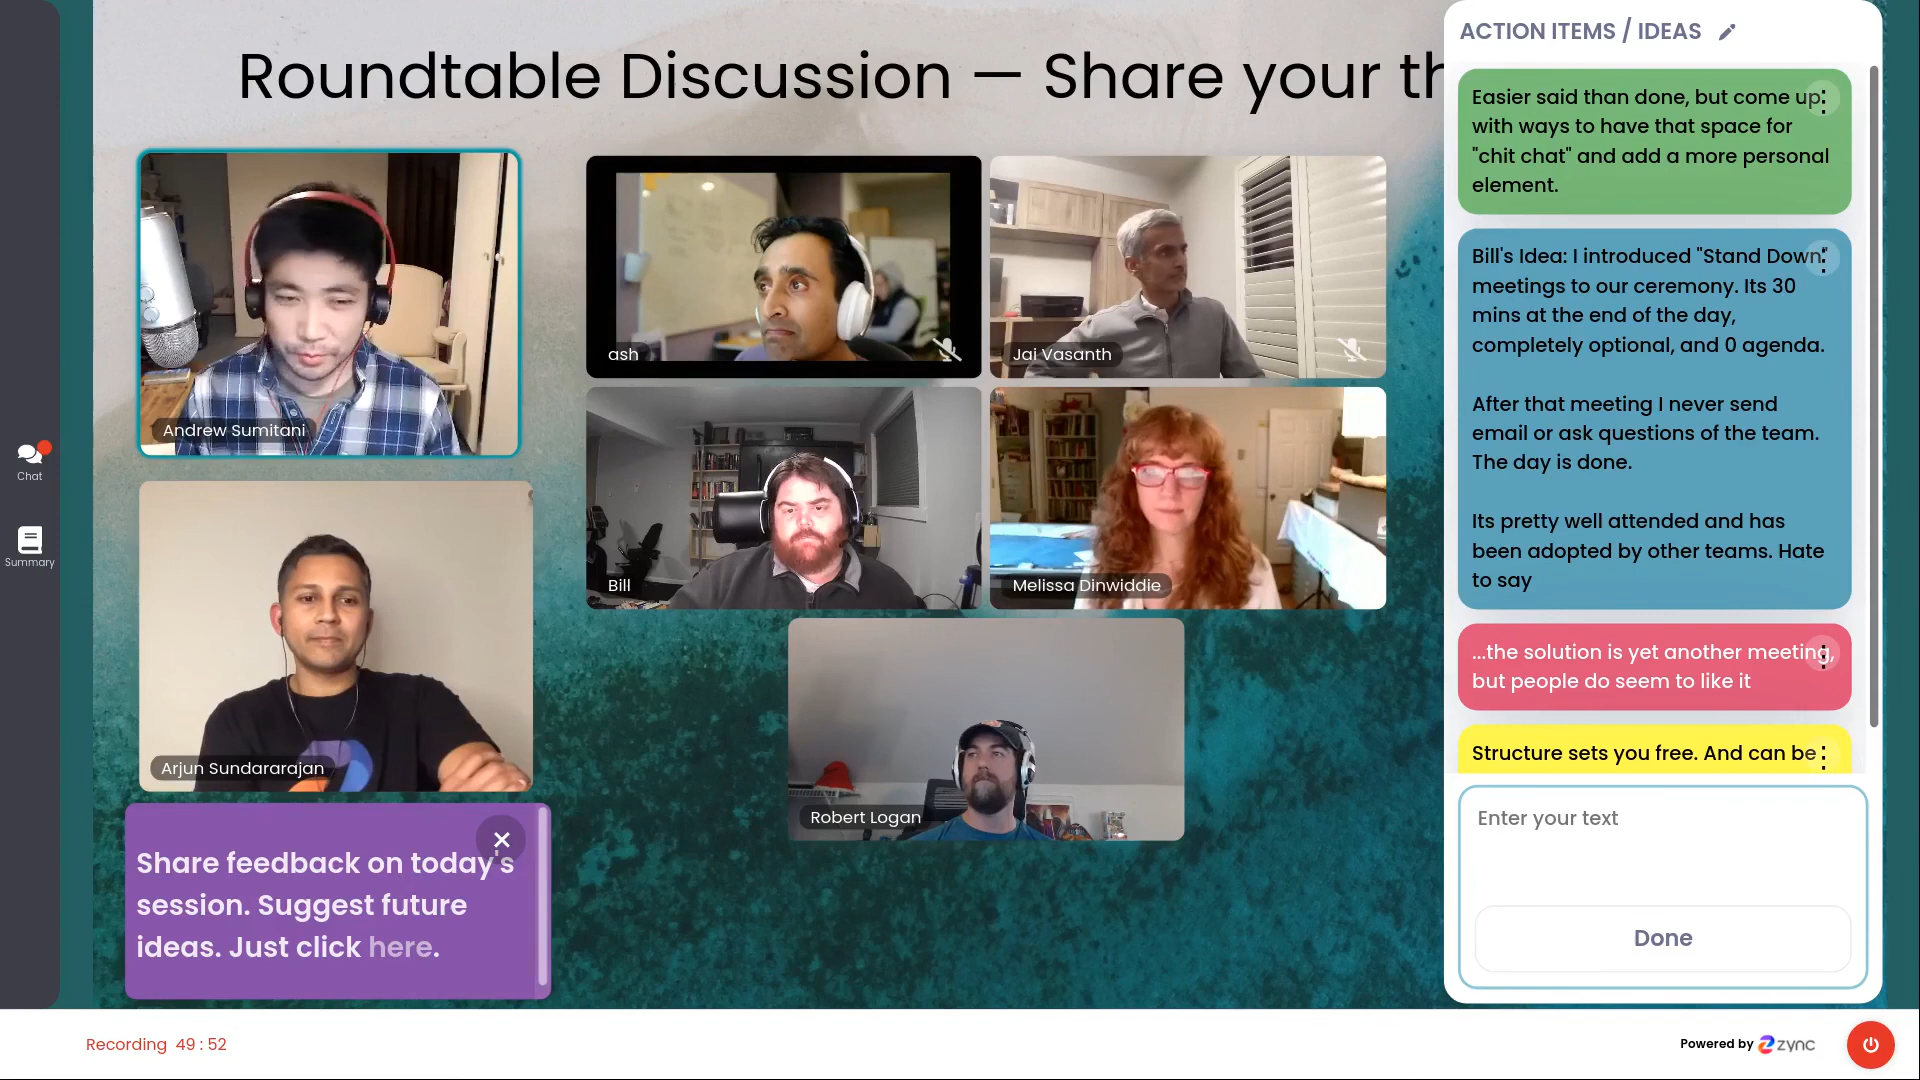 Roundtable Discussion — Share your th
ACTION ITEMS / IDEAS
Easier said than done, but come up
with ways to have that space for
"chit chat" and add a more personal
element.
Bill's Idea: I introduced "Stand Down"
meetings to our ceremony. Its 30
mins at the end of the day,
completely optional, and 0 agenda.
After that meeting I never send
email or ask questions of the team.
The day is done.
Its pretty well attended and has
been adopted by other teams. Hate
to say
...the solution is yet another meeting,
but people do seem to like it
Structure sets you free. And can be
Enter your text
Done
Andrew Sumitani
ash
Jai Vasanth
Bill
Melissa Dinwiddie
Arjun Sundararajan
Robert Logan
Chat
Summary
Share feedback on today's
session. Suggest future
ideas. Just click here.
Recording 49 : 52
Powered by zync